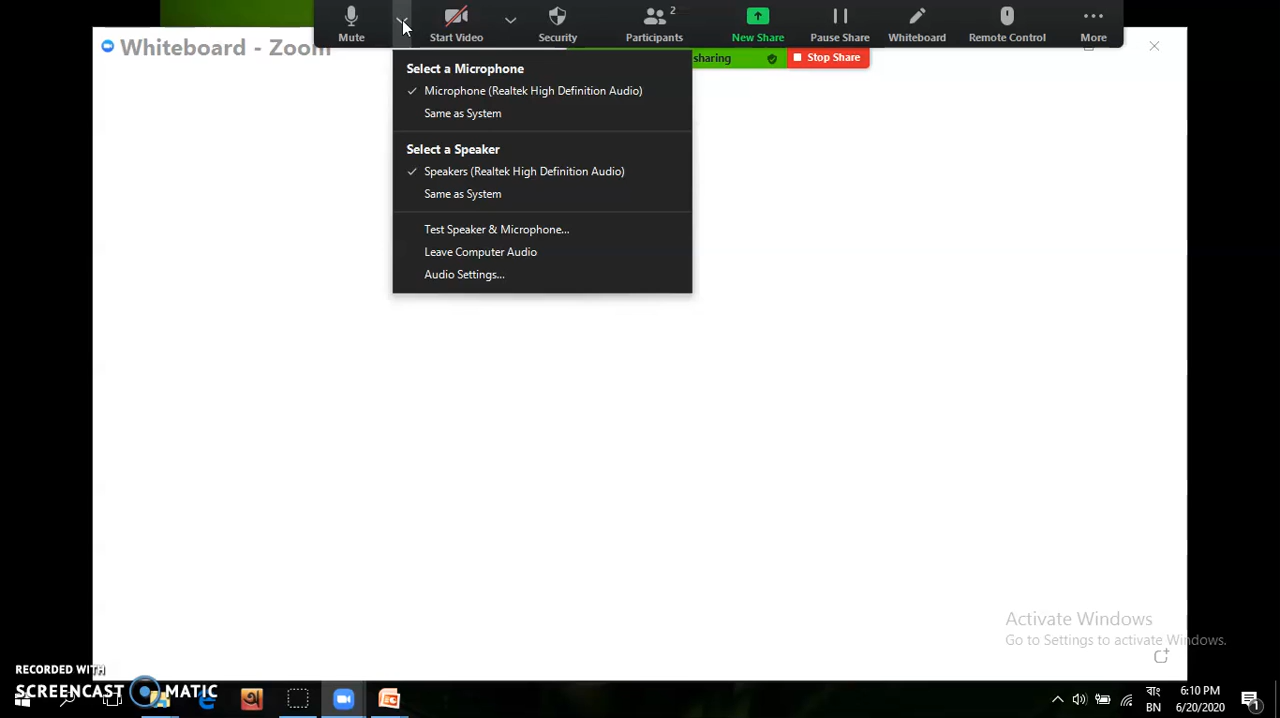 Mute
Start Video
Security
Participants
2
New Share
Pause Share
Whiteboard
Remote Control
More
Whiteboard - Zoom
sharing
Stop Share
Select a Microphone
Microphone (Realtek High Definition Audio)
Same as System
Select a Speaker
Speakers (Realtek High Definition Audio)
Same as System
Test Speaker & Microphone...
Leave Computer Audio
Audio Settings...
Activate Windows
Go to Settings to activate Windows.
RECORDED WITH
SCREENCAST MATIC
বাং
BN
6:10 PM
6/20/2020
1